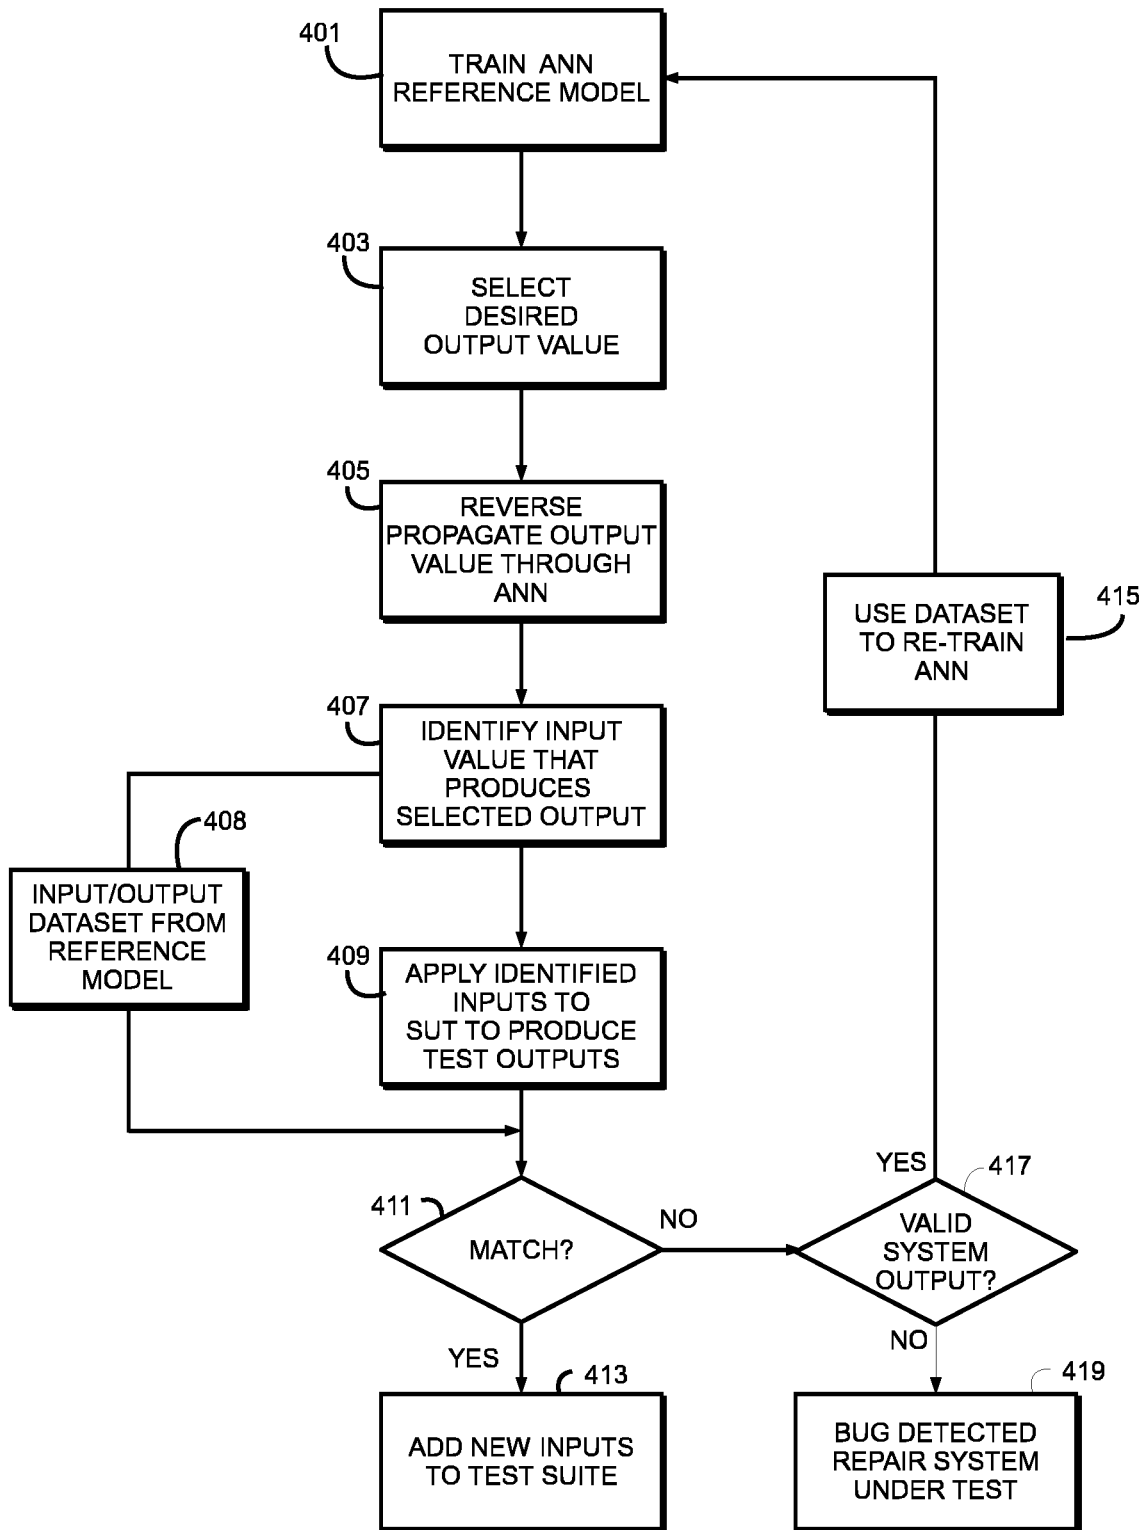 401
TRAIN ANN
REFERENCE MODEL
403
SELECT
DESIRED
OUTPUT VALUE
405
REVERSE
PROPAGATE OUTPUT
VALUE THROUGH
ANN
USE DATASET
TO RE-TRAIN
ANN
415
407
IDENTIFY INPUT
VALUE THAT
PRODUCES
SELECTED OUTPUT
408
INPUT/OUTPUT
DATASET FROM
REFERENCE
MODEL
409
APPLY IDENTIFIED
INPUTS TO
SUT TO PRODUCE
TEST OUTPUTS
411
MATCH?
NO
YES
417
VALID
SYSTEM
OUTPUT?
YES
NO
413
ADD NEW INPUTS
TO TEST SUITE
419
BUG DETECTED
REPAIR SYSTEM
UNDER TEST